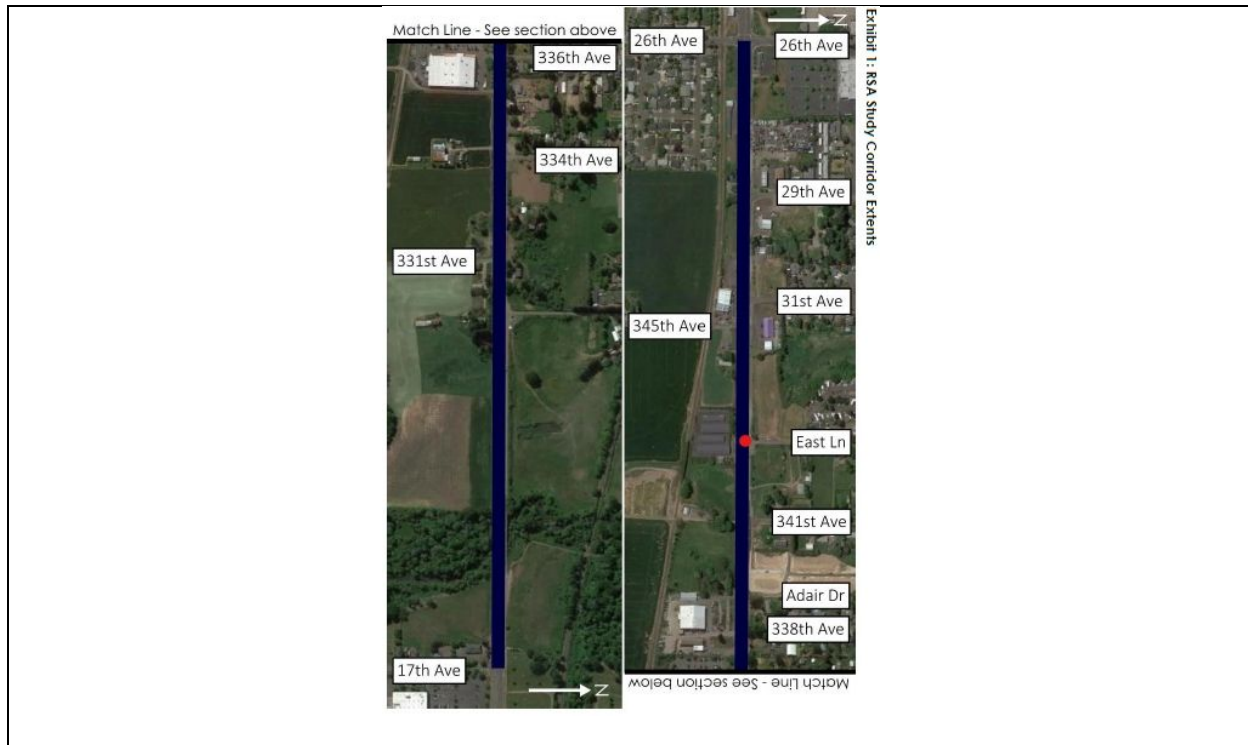 Exhibit 1: RSA Study Corridor Extents
Match Line - See section above
336th Ave
334th Ave
331st Ave
17th Ave
N
N
26th Ave
26th Ave
29th Ave
31st Ave
345th Ave
East Ln
341st Ave
Adair Dr
338th Ave
Match Line - See section below